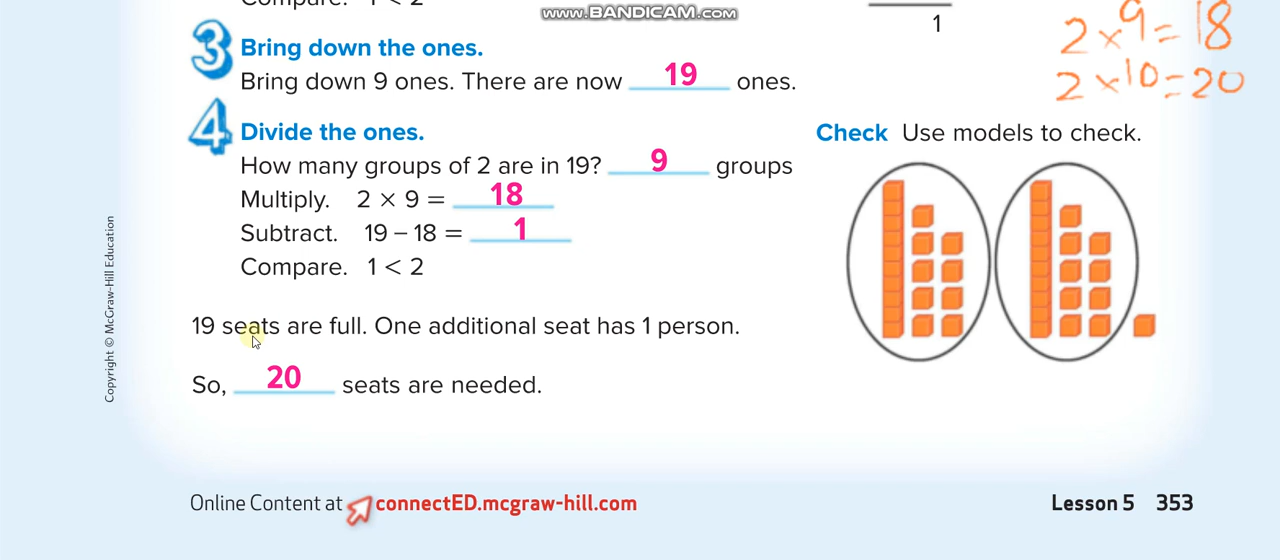 Compare. 1 < 2
www.BANDICAM.com
1
2 × 9 = 18
2 × 10 = 20
3 Bring down the ones.
Bring down 9 ones. There are now 19 ones.
4 Divide the ones.
How many groups of 2 are in 19? 9 groups
Multiply. 2 × 9 = 18
Subtract. 19 – 18 = 1
Compare. 1 < 2
Check Use models to check.
19 seats are full. One additional seat has 1 person.
So, 20 seats are needed.
Copyright © McGraw-Hill Education
Online Content at connectED.mcgraw-hill.com
Lesson 5 353